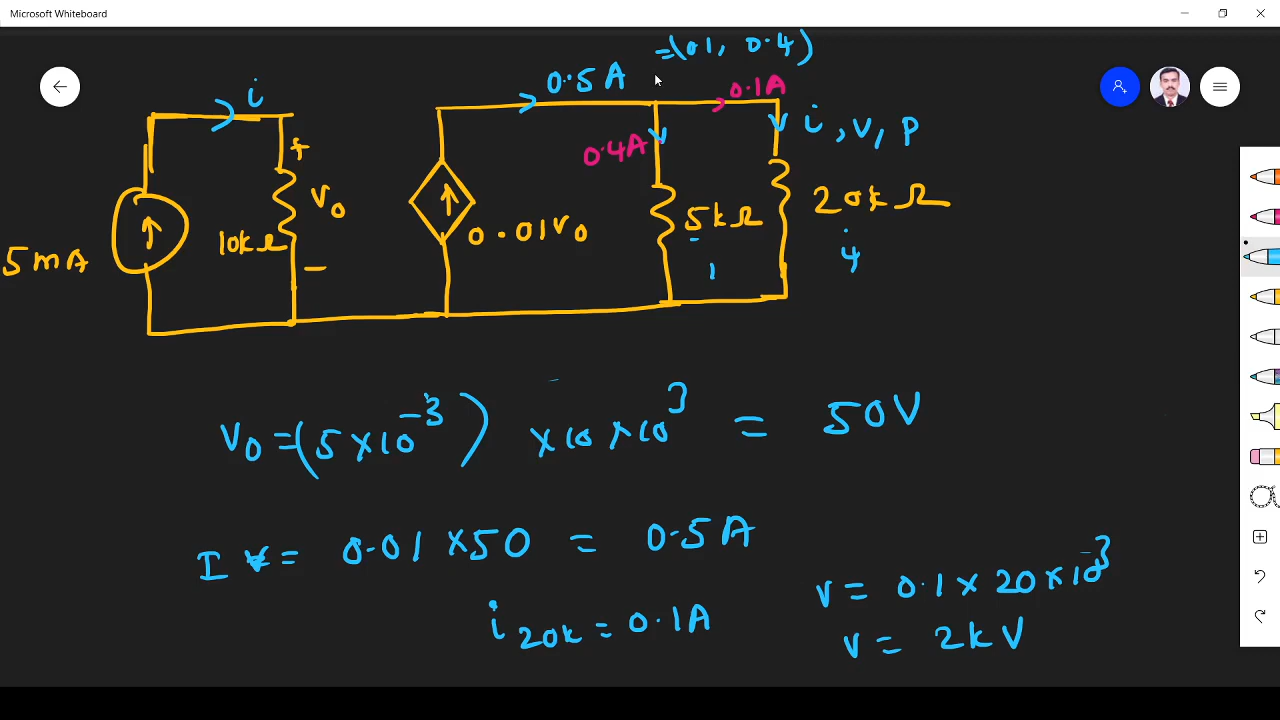 Microsoft Whiteboard
=(0.1, 0.4)
0.5 A
0.1A
i
i, v, p
0.4A
+
v0
10kΩ
−
5mA
0.01v0
5kΩ
20kΩ
1
4
v0 = (5×10^-3) ×10×10^3 = 50V
I = 0.01 ×50 = 0.5A
v = 0.1 × 20 × 10^3
i 20k = 0.1A
v = 2kV